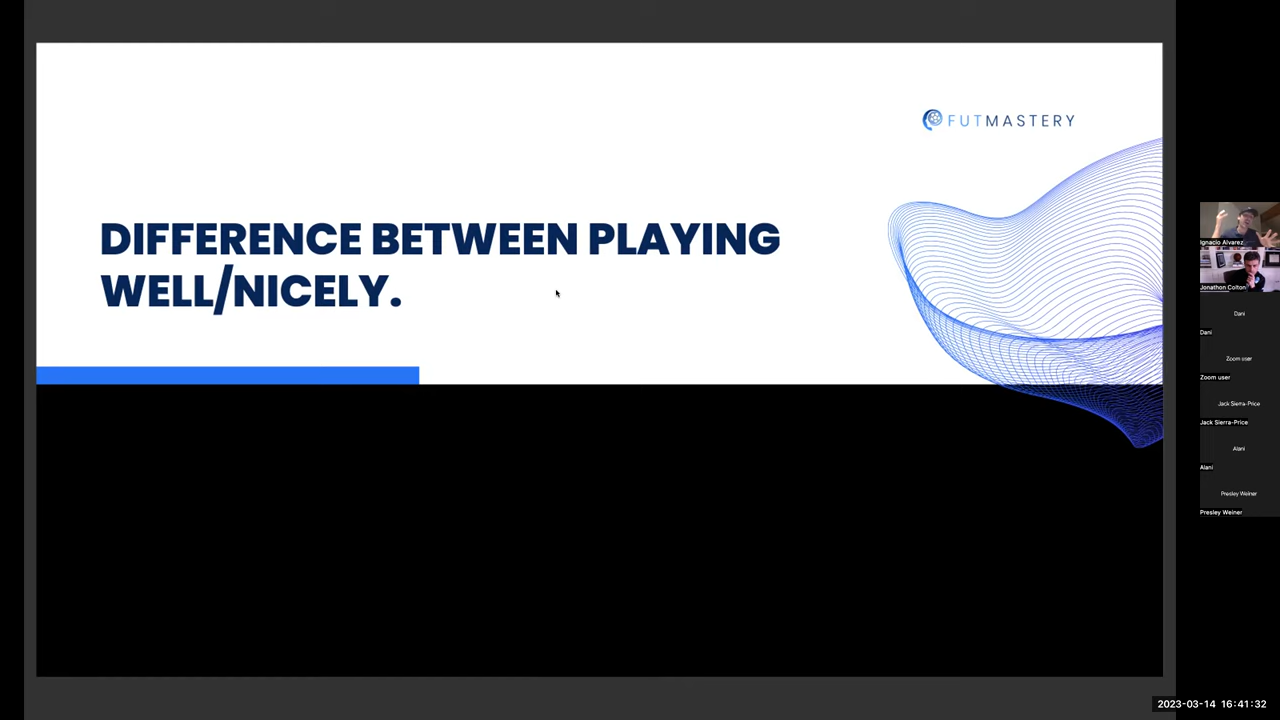 FUTMASTERY
DIFFERENCE BETWEEN PLAYING
WELL/NICELY.
Ignacio Alvarez
Jonathon Colton
Dani
Dani
Zoom user
Zoom user
Jack Sierra-Price
Jack Sierra-Price
Alani
Alani
Presley Weiner
Presley Weiner
2023-03-14 16:41:32